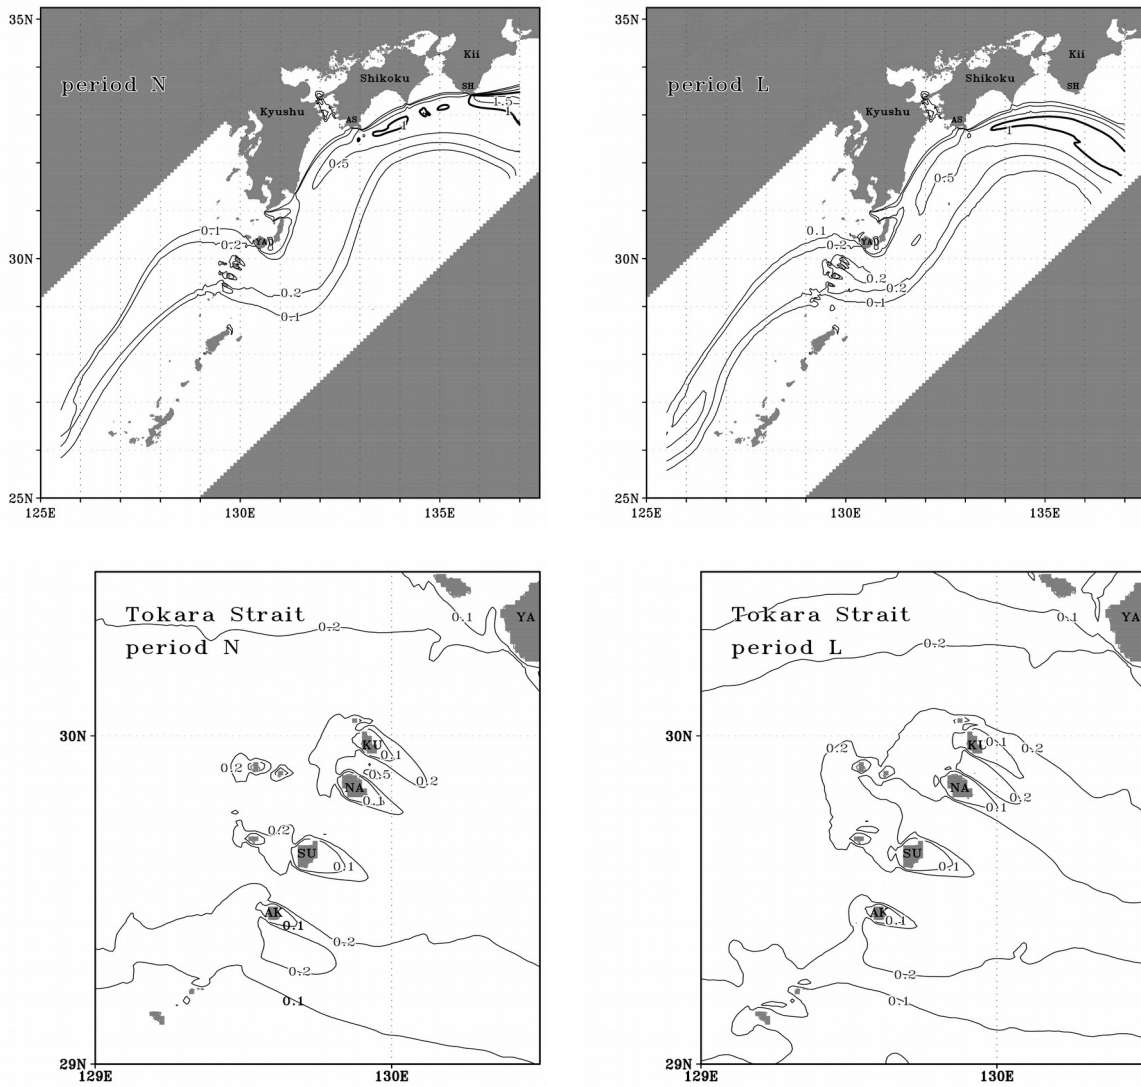 35N
period N
Kii
Shikoku
SH
Kyushu
AS
1.5
1
1
0.5
0.1
0.2
YA
30N
0.2
0.1
25N
125E
130E
135E
35N
period L
Kii
Shikoku
SH
Kyushu
AS
1
0.5
0.1
0.2
YA
30N
0.2
0.2
0.1
25N
125E
130E
135E
Tokara Strait
period N
YA
0.1
0.2
30N
KU
0.1
0.2
0.5
0.2
NA
0.1
0.2
SU
0.1
AK
0.1
0.2
0.2
0.1
29N
129E
130E
Tokara Strait
period L
YA
0.1
0.2
30N
KU
0.1
0.2
0.2
NA
0.2
0.1
0.2
SU
0.1
AK
0.1
0.2
0.1
29N
129E
130E